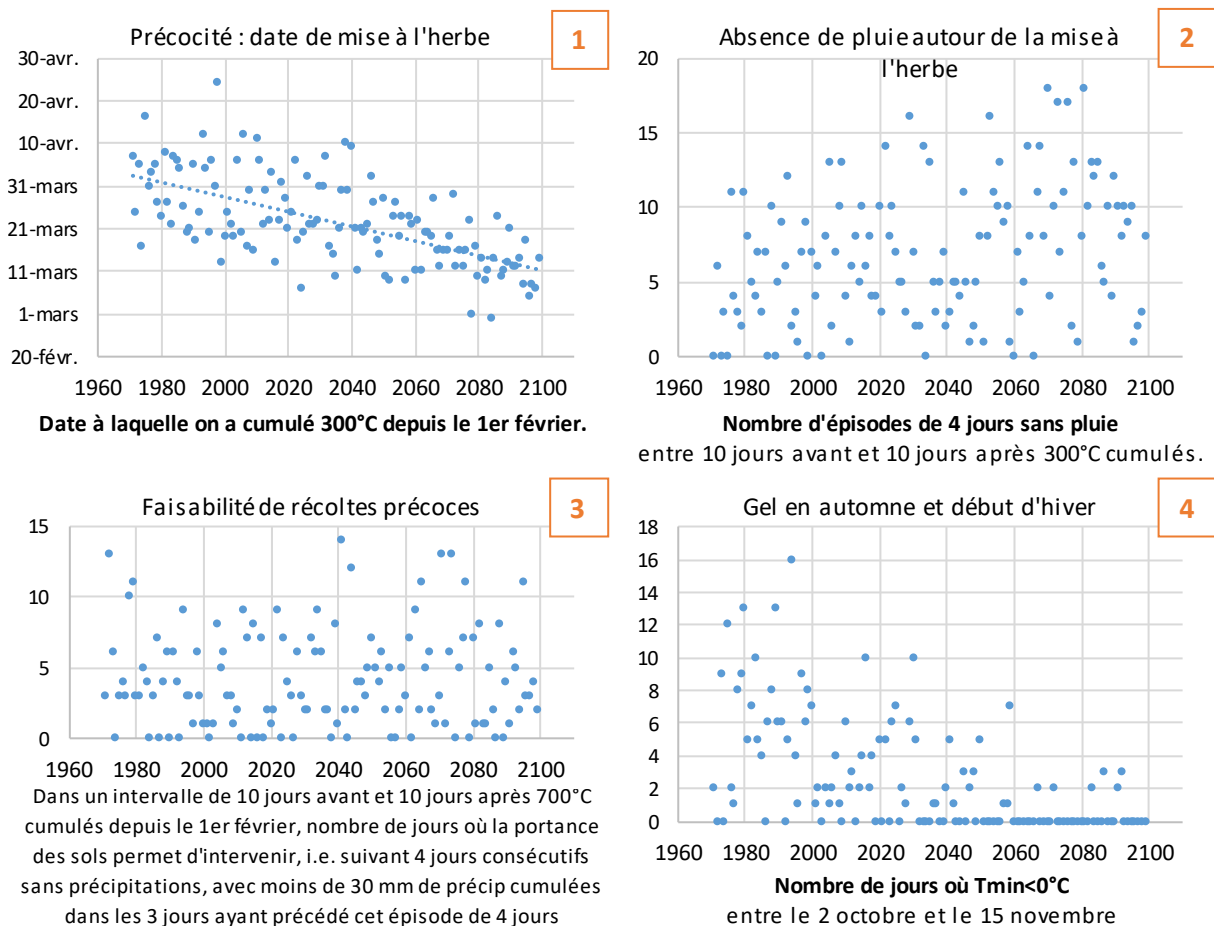 Précocité : date de mise à l'herbe
1
30-avr.
20-avr.
10-avr.
31-mars
21-mars
11-mars
1-mars
20-févr.
1960 1980 2000 2020 2040 2060 2080 2100
Date à laquelle on a cumulé 300°C depuis le 1er février.
Absence de pluie autour de la mise à
l'herbe
2
20
15
10
5
0
1960 1980 2000 2020 2040 2060 2080 2100
Nombre d'épisodes de 4 jours sans pluie
entre 10 jours avant et 10 jours après 300°C cumulés.
Faisabilité de récoltes précoces
3
15
10
5
0
1960 1980 2000 2020 2040 2060 2080 2100
Dans un intervalle de 10 jours avant et 10 jours après 700°C
cumulés depuis le 1er février, nombre de jours où la portance
des sols permet d'intervenir, i.e. suivant 4 jours consécutifs
sans précipitations, avec moins de 30 mm de précip cumulées
dans les 3 jours ayant précédé cet épisode de 4 jours
Gel en automne et début d'hiver
4
18
16
14
12
10
8
6
4
2
0
1960 1980 2000 2020 2040 2060 2080 2100
Nombre de jours où Tmin<0°C
entre le 2 octobre et le 15 novembre